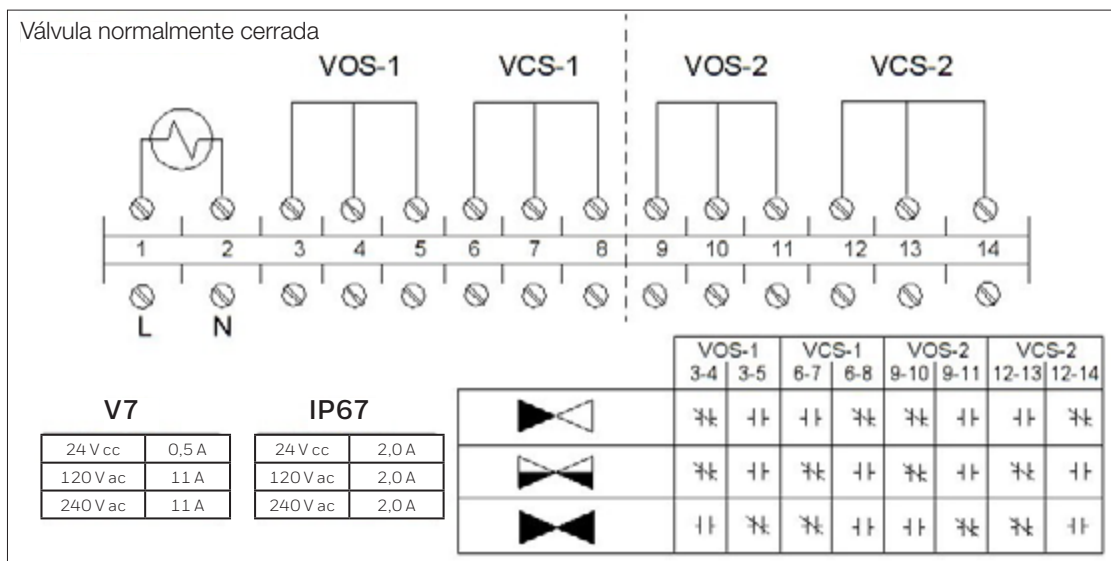 Válvula normalmente cerrada
VOS-1 VCS-1 VOS-2 VCS-2
1 2 3 4 5 6 7 8 9 10 11 12 13 14
L N
V7
24 V cc 0,5 A
120 V ac 11 A
240 V ac 11 A
IP67
24 V cc 2,0 A
120 V ac 2,0 A
240 V ac 2,0 A
VOS-1 VCS-1 VOS-2 VCS-2
3-4 3-5 6-7 6-8 9-10 9-11 12-13 12-14